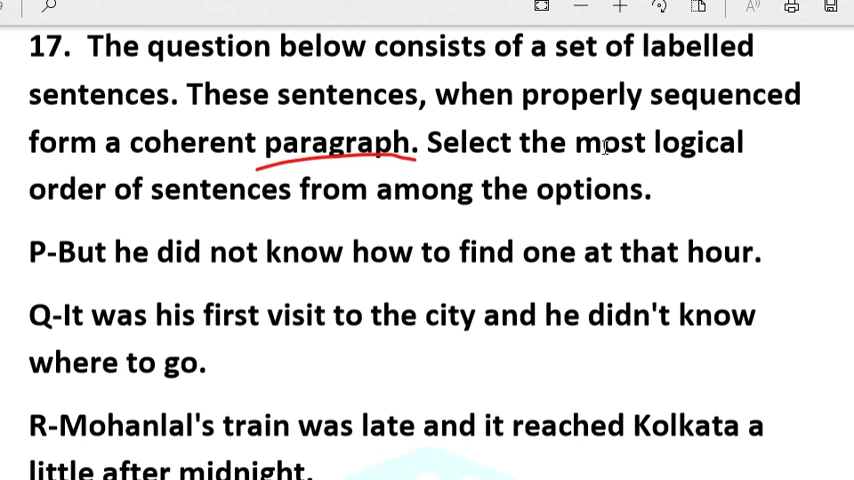 17. The question below consists of a set of labelled
sentences. These sentences, when properly sequenced
form a coherent paragraph. Select the most logical
order of sentences from among the options.
P-But he did not know how to find one at that hour.
Q-It was his first visit to the city and he didn't know
where to go.
R-Mohanlal's train was late and it reached Kolkata a
little after midnight.